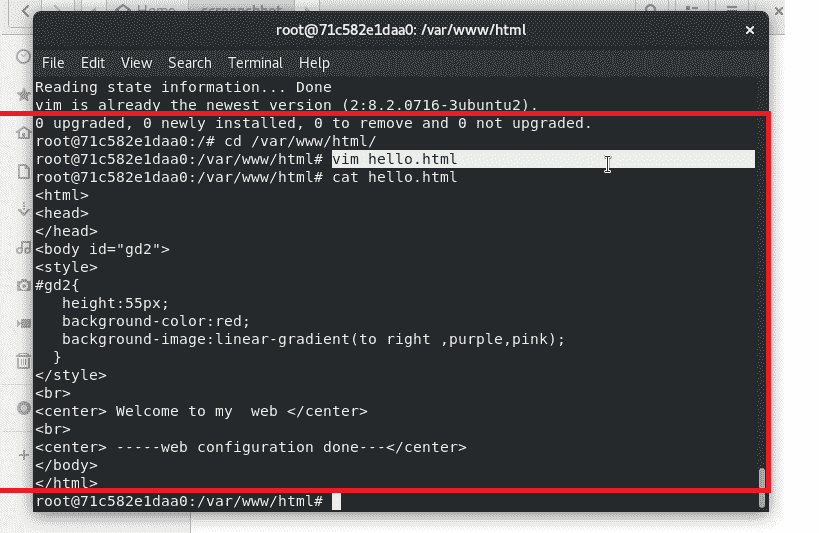 Home
screenshhot
root@71c582e1daa0: /var/www/html
File Edit View Search Terminal Help
Reading state information... Done
vim is already the newest version (2:8.2.0716-3ubuntu2).
0 upgraded, 0 newly installed, 0 to remove and 0 not upgraded.
root@71c582e1daa0:/# cd /var/www/html/
root@71c582e1daa0:/var/www/html# vim hello.html
root@71c582e1daa0:/var/www/html# cat hello.html
<html>
<head>
</head>
<body id="gd2">
<style>
#gd2{
   height:55px;
   background-color:red;
   background-image:linear-gradient(to right ,purple,pink);
  }
</style>
<br>
<center> Welcome to my  web </center>
<br>
<center> -----web configuration done---</center>
</body>
</html>
root@71c582e1daa0:/var/www/html#